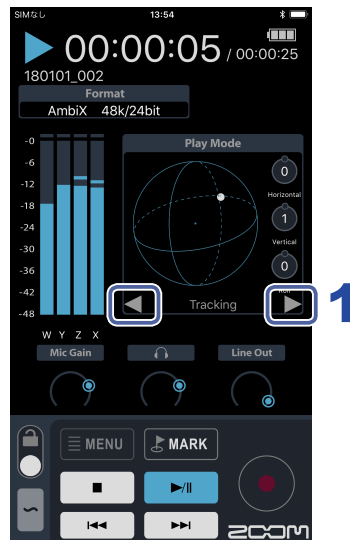 SIMなし 13:54
00:00:05 / 00:00:25
180101_002
Format
AmbiX 48k/24bit
Play Mode
-0
-6
-12
-18
-24
-30
-36
-42
-48
W Y Z X
0
Horizontal
1
Vertical
0
Roll
Tracking
1
Mic Gain
Line Out
MENU
MARK
ZOOM